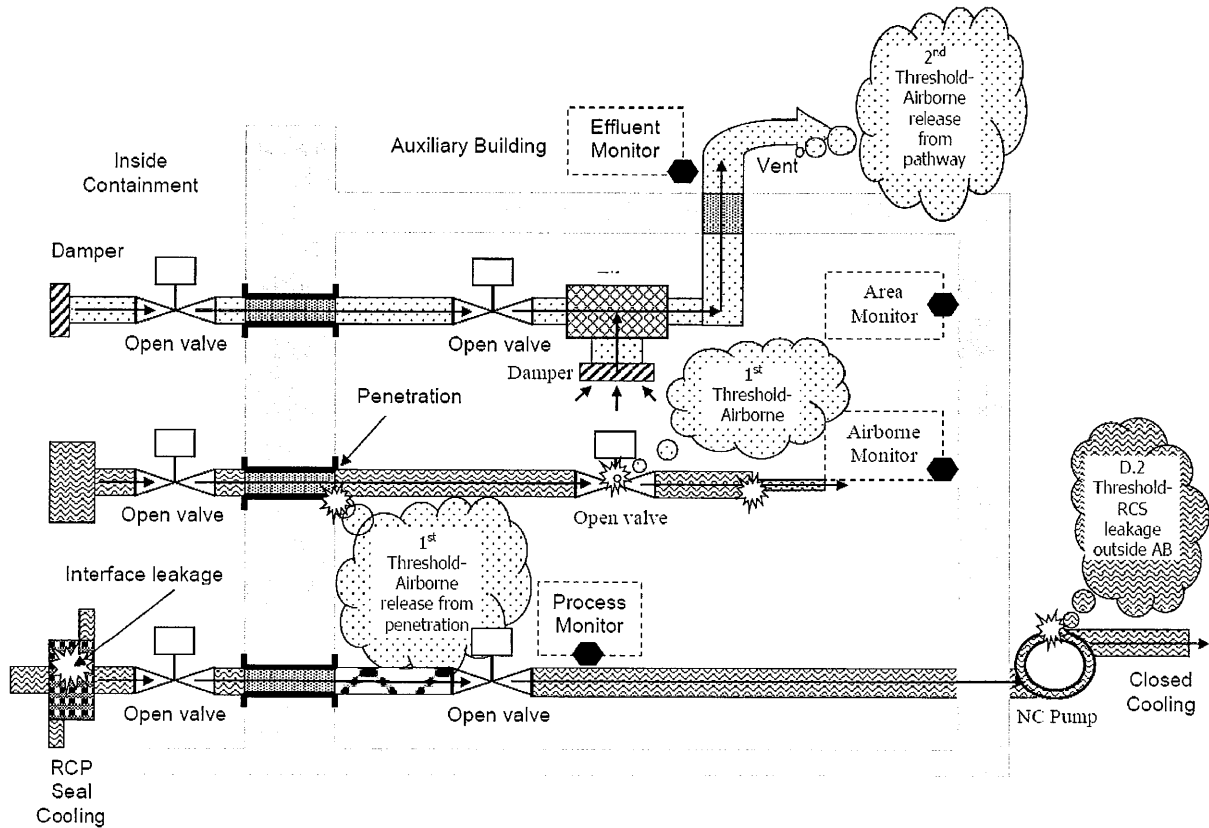 2nd
Threshold-
Airborne
release
from
pathway
Effluent
Monitor
Auxiliary Building
Vent
Inside
Containment
Damper
Open valve
Open valve
Area
Monitor
Damper
1st
Threshold-
Airborne
Penetration
Airborne
Monitor
Open valve
Open valve
D.2
Threshold-
RCS
leakage
outside AB
1st
Threshold-
Airborne
release from
penetration
Interface leakage
Process
Monitor
Open valve
Open valve
NC Pump
Closed
Cooling
RCP
Seal
Cooling